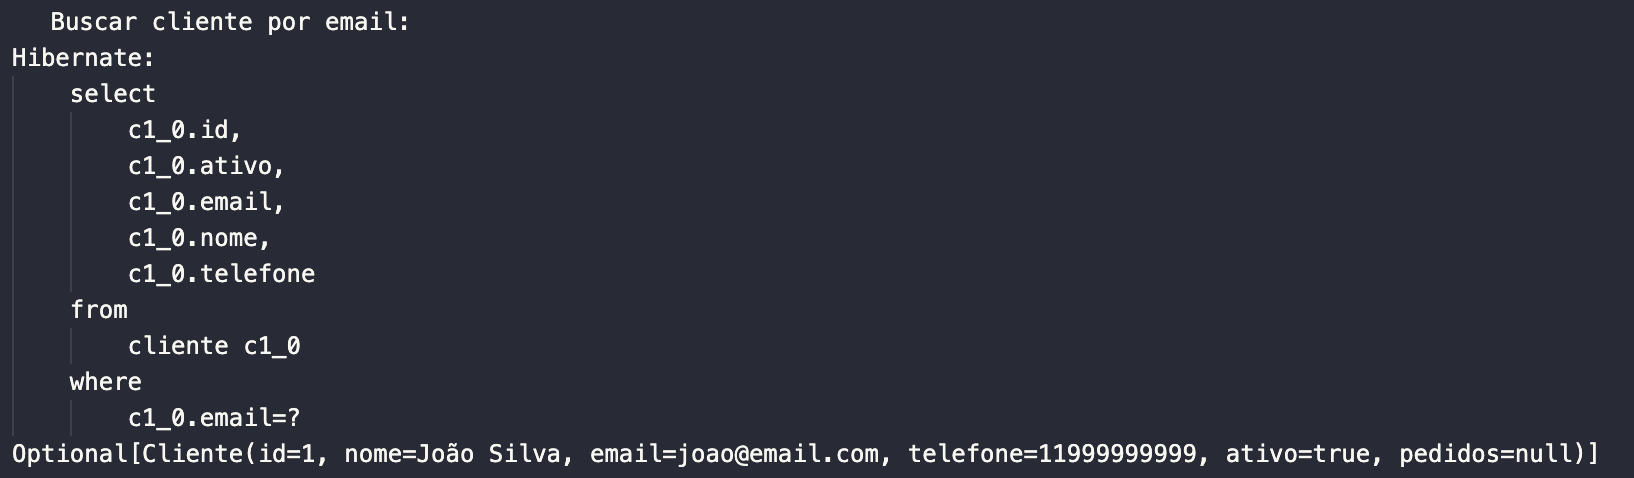 Buscar cliente por email:
Hibernate:
select
c1_0.id,
c1_0.ativo,
c1_0.email,
c1_0.nome,
c1_0.telefone
from
cliente c1_0
where
c1_0.email=?
Optional[Cliente(id=1, nome=João Silva, email=joao@email.com, telefone=11999999999, ativo=true, pedidos=null)]